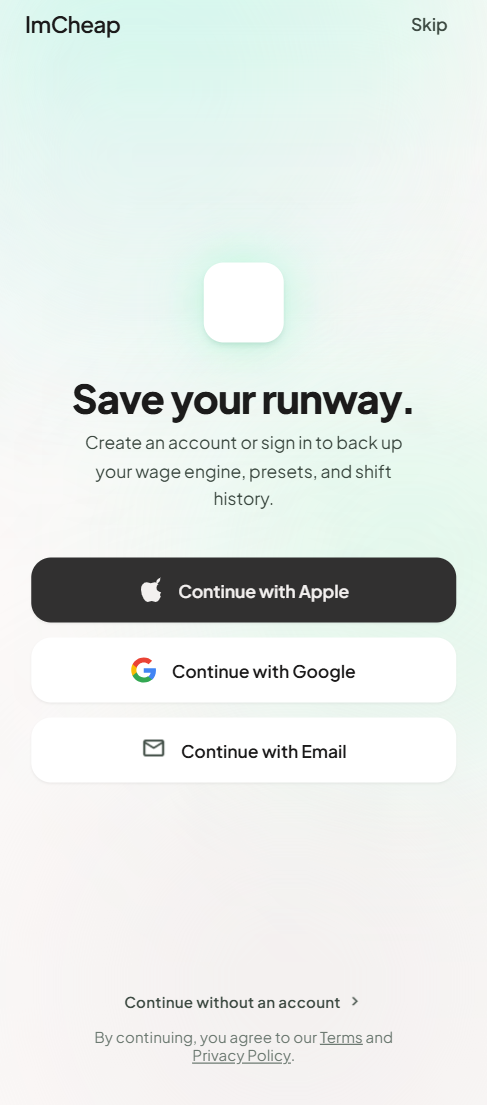 ImCheap
Skip
Save your runway.
Create an account or sign in to back up
your wage engine, presets, and shift
history.
Continue with Apple
Continue with Google
Continue with Email
Continue without an account
By continuing, you agree to our Terms and
Privacy Policy.